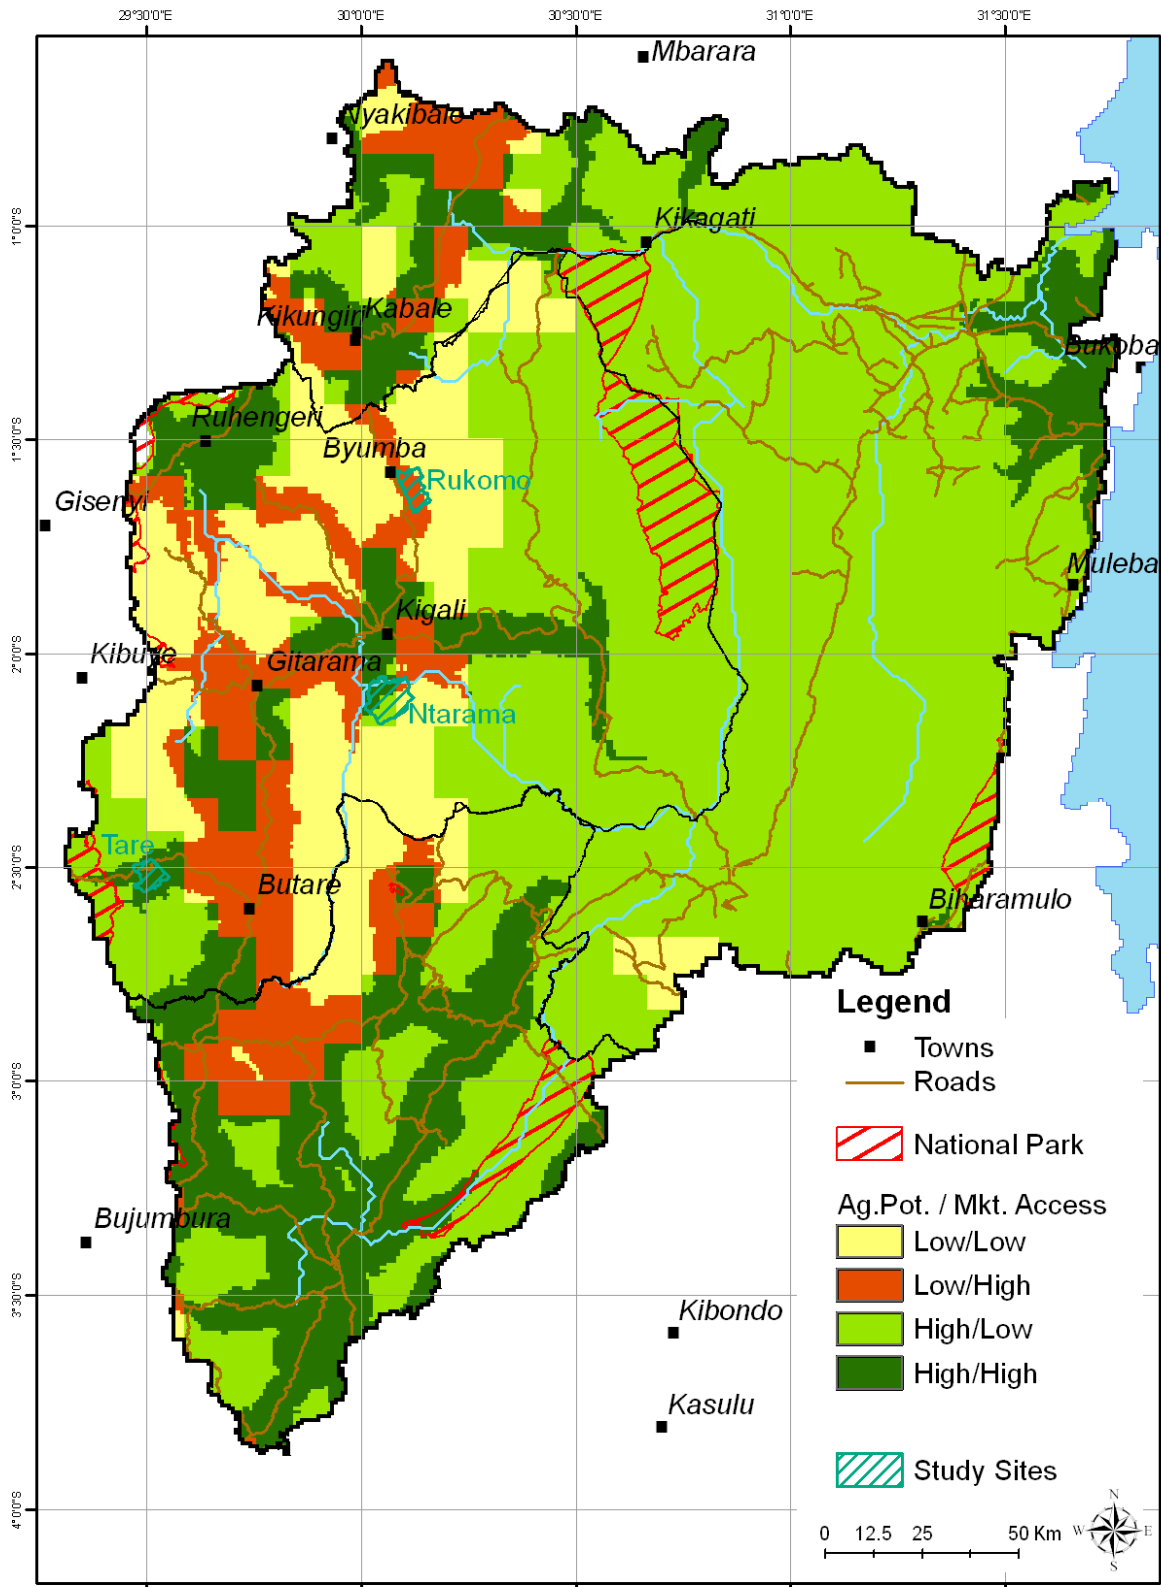 29°30'0"E 30°0'0"E 30°30'0"E 31°0'0"E 31°30'0"E
Mbarara
Nyakibale
1°0'0"S
Kikagati
Kabale
Kikungiri
Bukoba
Ruhengeri
1°30'0"S
Byumba
Rukomo
Gisenyi
Muleba
Kigali
Kibuye
2°0'0"S
Gitarama
Ntarama
Tare
2°30'0"S
Butare
Biharamulo
Legend
Towns
Roads
3°0'0"S
National Park
Ag.Pot. / Mkt. Access
Bujumbura
Low/Low
Low/High
3°30'0"S
Kibondo
High/Low
High/High
Kasulu
Study Sites
4°0'0"S
N
W E
S
0 12.5 25 50 Km